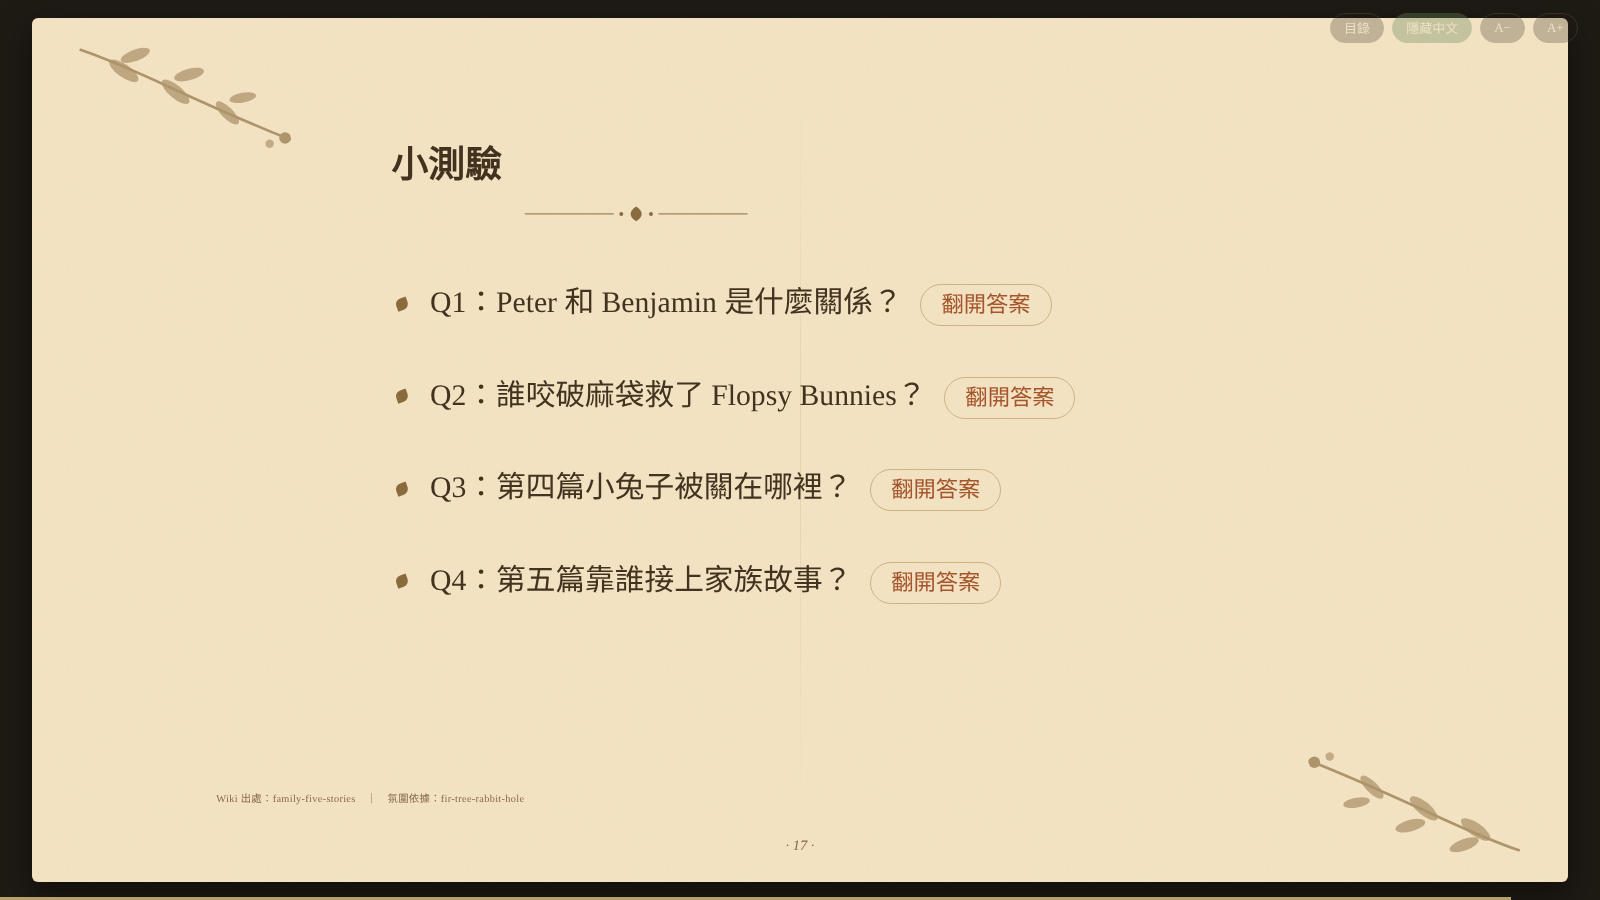 目錄 隱藏中文 A− A+
小測驗
Q1：Peter 和 Benjamin 是什麼關係？ 翻開答案
Q2：誰咬破麻袋救了 Flopsy Bunnies？ 翻開答案
Q3：第四篇小兔子被關在哪裡？ 翻開答案
Q4：第五篇靠誰接上家族故事？ 翻開答案
Wiki 出處：family-five-stories ｜ 氛圍依據：fir-tree-rabbit-hole
· 17 ·